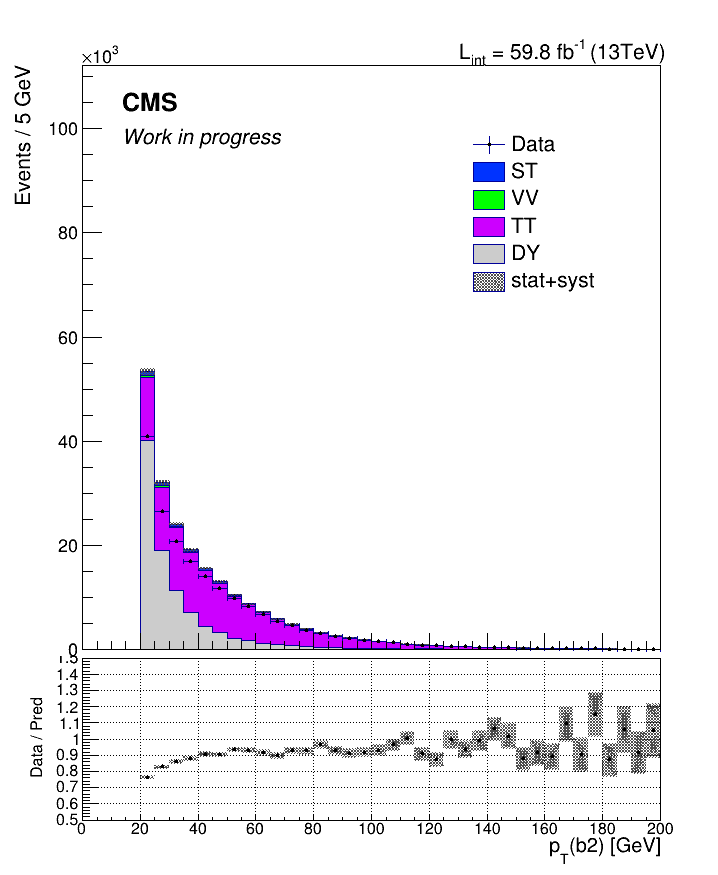 ×10³
L_int = 59.8 fb⁻¹ (13TeV)
Events / 5 GeV
CMS
Work in progress
100
80
60
40
20
0
Data
ST
VV
TT
DY
stat+syst
Data / Pred
1.5
1.4
1.3
1.2
1.1
1
0.9
0.8
0.7
0.6
0.5
0 20 40 60 80 100 120 140 160 180 200
p_T(b2) [GeV]